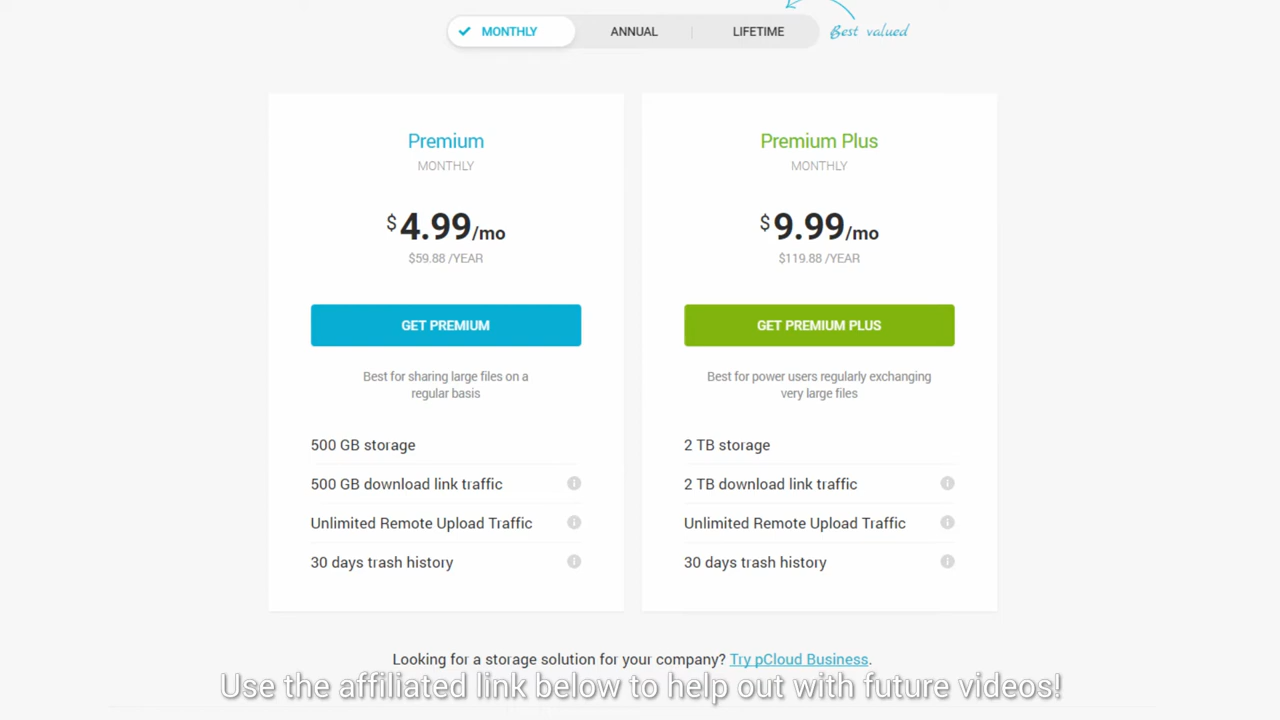 MONTHLY
ANNUAL
LIFETIME
Best valued
Premium
MONTHLY
$4.99/mo
$59.88 /YEAR
GET PREMIUM
Best for sharing large files on a
regular basis
500 GB storage
500 GB download link traffic
Unlimited Remote Upload Traffic
30 days trash history
Premium Plus
MONTHLY
$9.99/mo
$119.88 /YEAR
GET PREMIUM PLUS
Best for power users regularly exchanging
very large files
2 TB storage
2 TB download link traffic
Unlimited Remote Upload Traffic
30 days trash history
Looking for a storage solution for your company? Try pCloud Business.
Use the affiliated link below to help out with future videos!